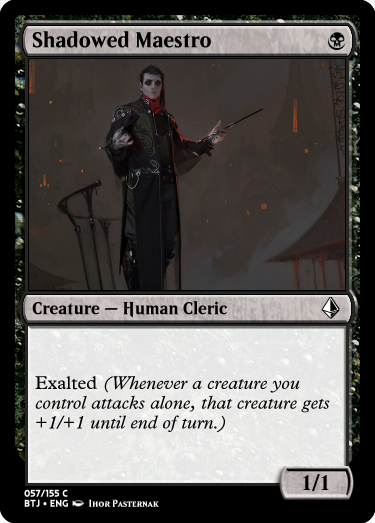 Shadowed Maestro
Creature — Human Cleric
Exalted (Whenever a creature you
control attacks alone, that creature gets
+1/+1 until end of turn.)
1/1
057/155 C
BTJ • ENG Ihor Pasternak